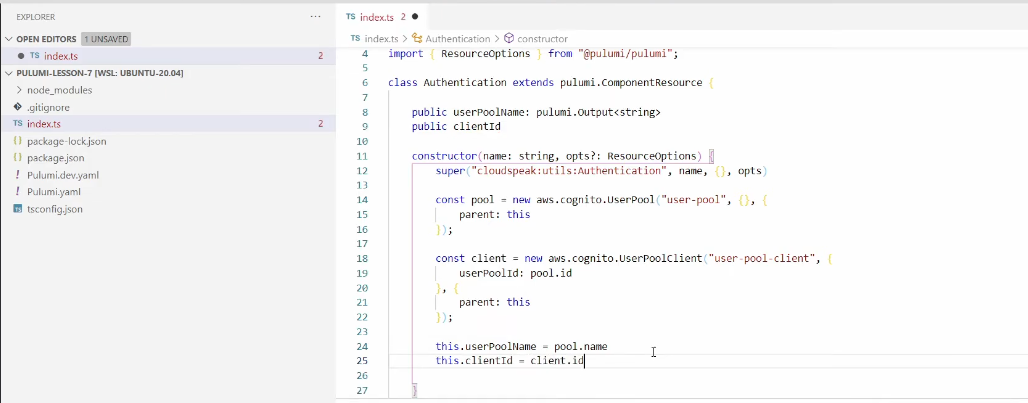 EXPLORER
...
TS index.ts 2
OPEN EDITORS 1 UNSAVED
TS index.ts 2
PULUMI-LESSON-7 [WSL: UBUNTU-20.04]
node_modules
.gitignore
TS index.ts 2
{} package-lock.json
{} package.json
! Pulumi.dev.yaml
! Pulumi.yaml
TS tsconfig.json
TS index.ts > Authentication > constructor
4 import { ResourceOptions } from "@pulumi/pulumi";
5
6 class Authentication extends pulumi.ComponentResource {
7
8 public userPoolName: pulumi.Output<string>
9 public clientId
10
11 constructor(name: string, opts?: ResourceOptions) {
12 super("cloudspeak:utils:Authentication", name, {}, opts)
13
14 const pool = new aws.cognito.UserPool("user-pool", {}, {
15 parent: this
16 });
17
18 const client = new aws.cognito.UserPoolClient("user-pool-client", {
19 userPoolId: pool.id
20 }, {
21 parent: this
22 });
23
24 this.userPoolName = pool.name
25 this.clientId = client.id
26
27 }